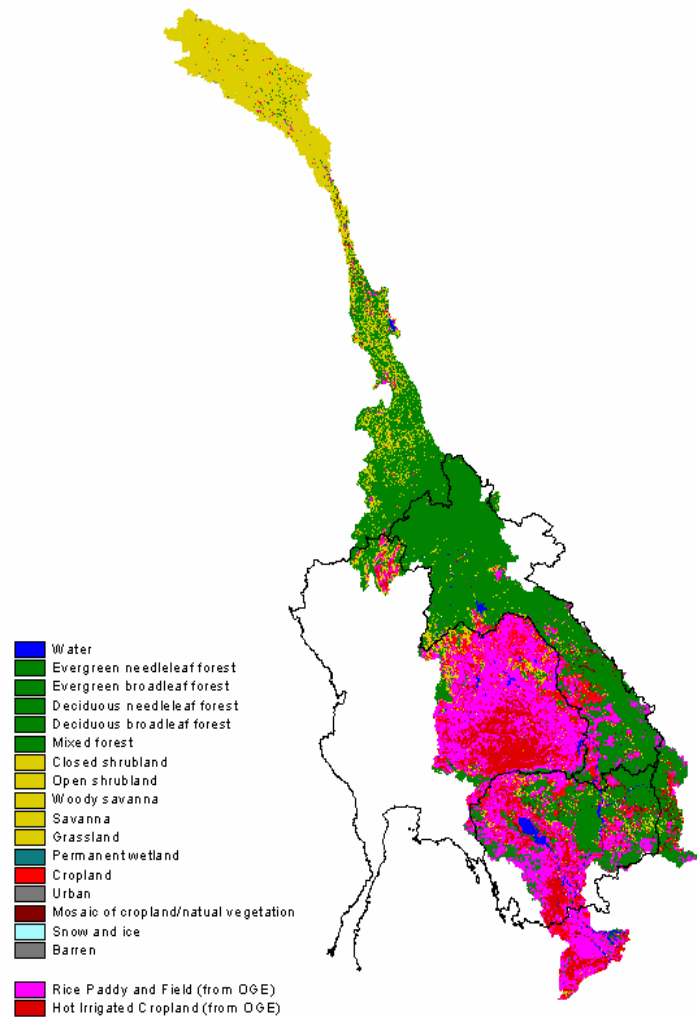 Water
Evergreen needleleaf forest
Evergreen broadleaf forest
Deciduous needleleaf forest
Deciduous broadleaf forest
Mixed forest
Closed shrubland
Open shrubland
Woody savanna
Savanna
Grassland
Permanent wetland
Cropland
Urban
Mosaic of cropland/natual vegetation
Snow and ice
Barren
Rice Paddy and Field (from OGE)
Hot Irrigated Cropland (from OGE)